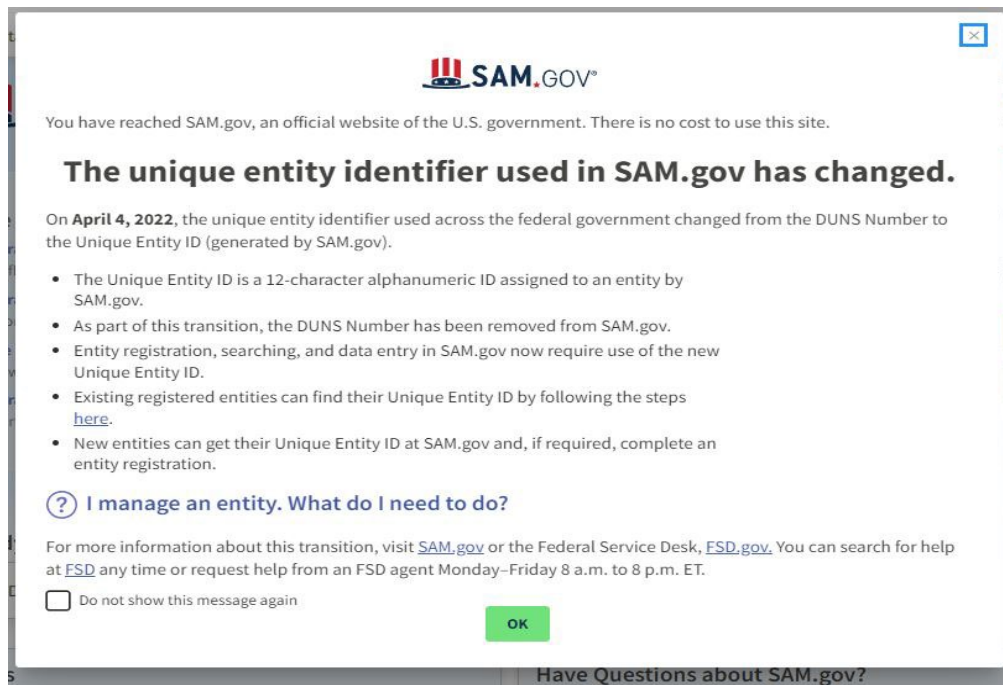 SAM.GOV®
You have reached SAM.gov, an official website of the U.S. government. There is no cost to use this site.
The unique entity identifier used in SAM.gov has changed.
On April 4, 2022, the unique entity identifier used across the federal government changed from the DUNS Number to
the Unique Entity ID (generated by SAM.gov).
• The Unique Entity ID is a 12-character alphanumeric ID assigned to an entity by
SAM.gov.
• As part of this transition, the DUNS Number has been removed from SAM.gov.
• Entity registration, searching, and data entry in SAM.gov now require use of the new
Unique Entity ID.
• Existing registered entities can find their Unique Entity ID by following the steps
here.
• New entities can get their Unique Entity ID at SAM.gov and, if required, complete an
entity registration.
? I manage an entity. What do I need to do?
For more information about this transition, visit SAM.gov or the Federal Service Desk, FSD.gov. You can search for help
at FSD any time or request help from an FSD agent Monday–Friday 8 a.m. to 8 p.m. ET.
Do not show this message again
OK
Have Questions about SAM.gov?